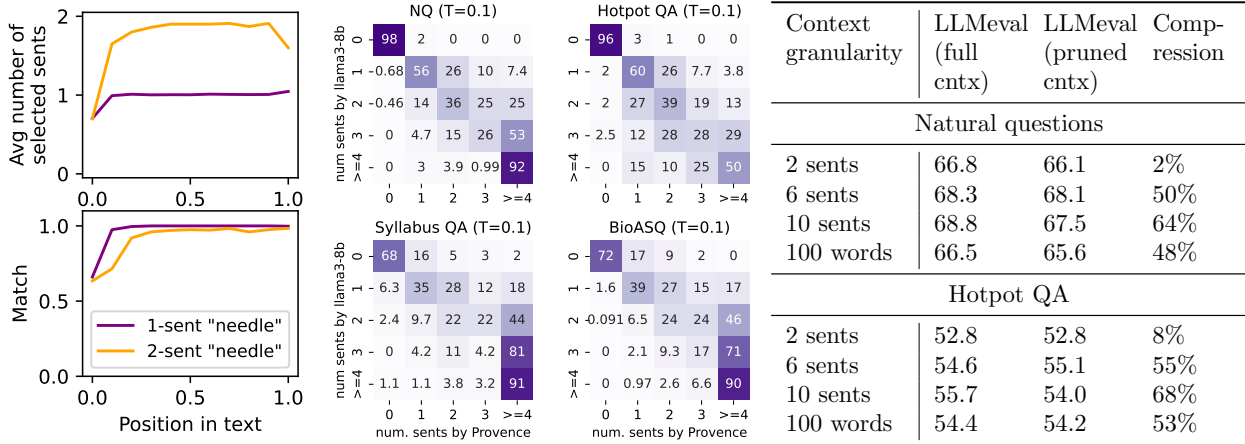 Avg number of
selected sents
2
1
0
0.0 0.5 1.0
Match
1.0
0.5
0.0
1-sent "needle"
2-sent "needle"
0.0 0.5 1.0
Position in text
NQ (T=0.1)
num sents by llama3-8b
0 98 2 0 0 0
1 0.68 56 26 10 7.4
2 0.46 14 36 25 25
3 0 4.7 15 26 53
>=4 0 3 3.9 0.99 92
0 1 2 3 >=4
Hotpot QA (T=0.1)
0 96 3 1 0 0
1 2 60 26 7.7 3.8
2 2 27 39 19 13
3 2.5 12 28 28 29
>=4 0 15 10 25 50
0 1 2 3 >=4
Syllabus QA (T=0.1)
num sents by llama3-8b
0 68 16 5 3 2
1 6.3 35 28 12 18
2 2.4 9.7 22 22 44
3 0 4.2 11 4.2 81
>=4 1.1 1.1 3.8 3.2 91
0 1 2 3 >=4
num. sents by Provence
BioASQ (T=0.1)
0 72 17 9 2 0
1 1.6 39 27 15 17
2 0.091 6.5 24 24 46
3 0 2.1 9.3 17 71
>=4 0 0.97 2.6 6.6 90
0 1 2 3 >=4
num. sents by Provence
Context LLMeval LLMeval Comp-
granularity (full (pruned ression
cntx) cntx)
Natural questions
2 sents 66.8 66.1 2%
6 sents 68.3 68.1 50%
10 sents 68.8 67.5 64%
100 words 66.5 65.6 48%
Hotpot QA
2 sents 52.8 52.8 8%
6 sents 54.6 55.1 55%
10 sents 55.7 54.0 68%
100 words 54.4 54.2 53%